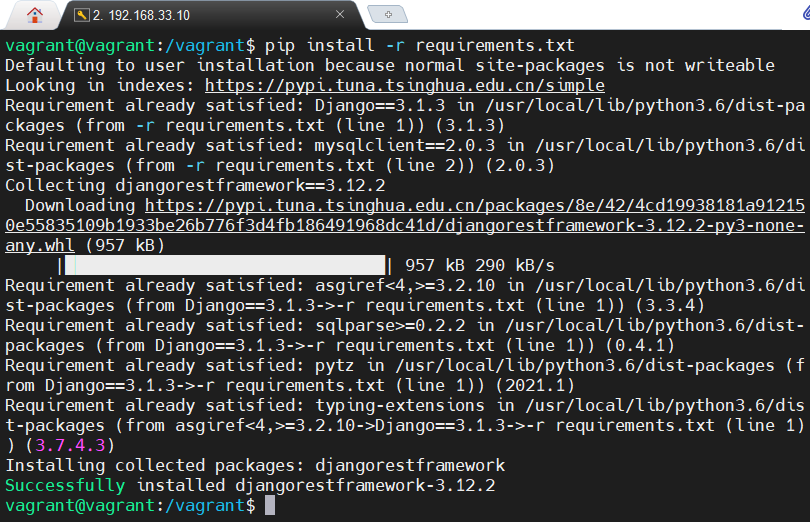 2. 192.168.33.10
vagrant@vagrant:/vagrant$ pip install -r requirements.txt
Defaulting to user installation because normal site-packages is not writeable
Looking in indexes: https://pypi.tuna.tsinghua.edu.cn/simple
Requirement already satisfied: Django==3.1.3 in /usr/local/lib/python3.6/dist-pa
ckages (from -r requirements.txt (line 1)) (3.1.3)
Requirement already satisfied: mysqlclient==2.0.3 in /usr/local/lib/python3.6/di
st-packages (from -r requirements.txt (line 2)) (2.0.3)
Collecting djangorestframework==3.12.2
  Downloading https://pypi.tuna.tsinghua.edu.cn/packages/8e/42/4cd19938181a91215
0e55835109b1933be26b776f3d4fb186491968dc41d/djangorestframework-3.12.2-py3-none-
any.whl (957 kB)
     |████████████████████████████████| 957 kB 290 kB/s
Requirement already satisfied: asgiref<4,>=3.2.10 in /usr/local/lib/python3.6/di
st-packages (from Django==3.1.3->-r requirements.txt (line 1)) (3.3.4)
Requirement already satisfied: sqlparse>=0.2.2 in /usr/local/lib/python3.6/dist-
packages (from Django==3.1.3->-r requirements.txt (line 1)) (0.4.1)
Requirement already satisfied: pytz in /usr/local/lib/python3.6/dist-packages (f
rom Django==3.1.3->-r requirements.txt (line 1)) (2021.1)
Requirement already satisfied: typing-extensions in /usr/local/lib/python3.6/dis
t-packages (from asgiref<4,>=3.2.10->Django==3.1.3->-r requirements.txt (line 1)
) (3.7.4.3)
Installing collected packages: djangorestframework
Successfully installed djangorestframework-3.12.2
vagrant@vagrant:/vagrant$